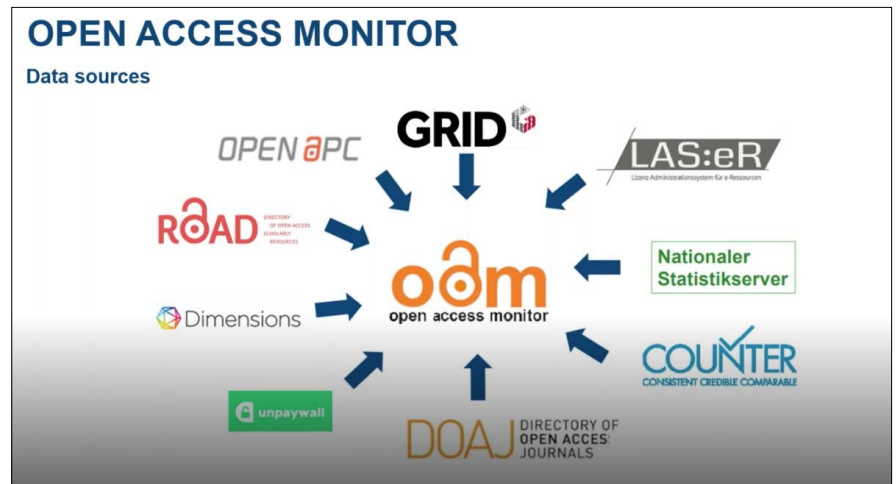 OPEN ACCESS MONITOR
Data sources
OPEN aPC
GRID
LAS:eR
Lizenz Administrationssystem für e-Ressourcen
ROAD
DIRECTORY
OF OPEN ACCESS
SCHOLARLY
RESOURCES
oam
open access monitor
Nationaler
Statistikserver
Dimensions
COUNTER
CONSISTENT CREDIBLE COMPARABLE
unpaywall
DOAJ
DIRECTORY OF
OPEN ACCES:
JOURNALS